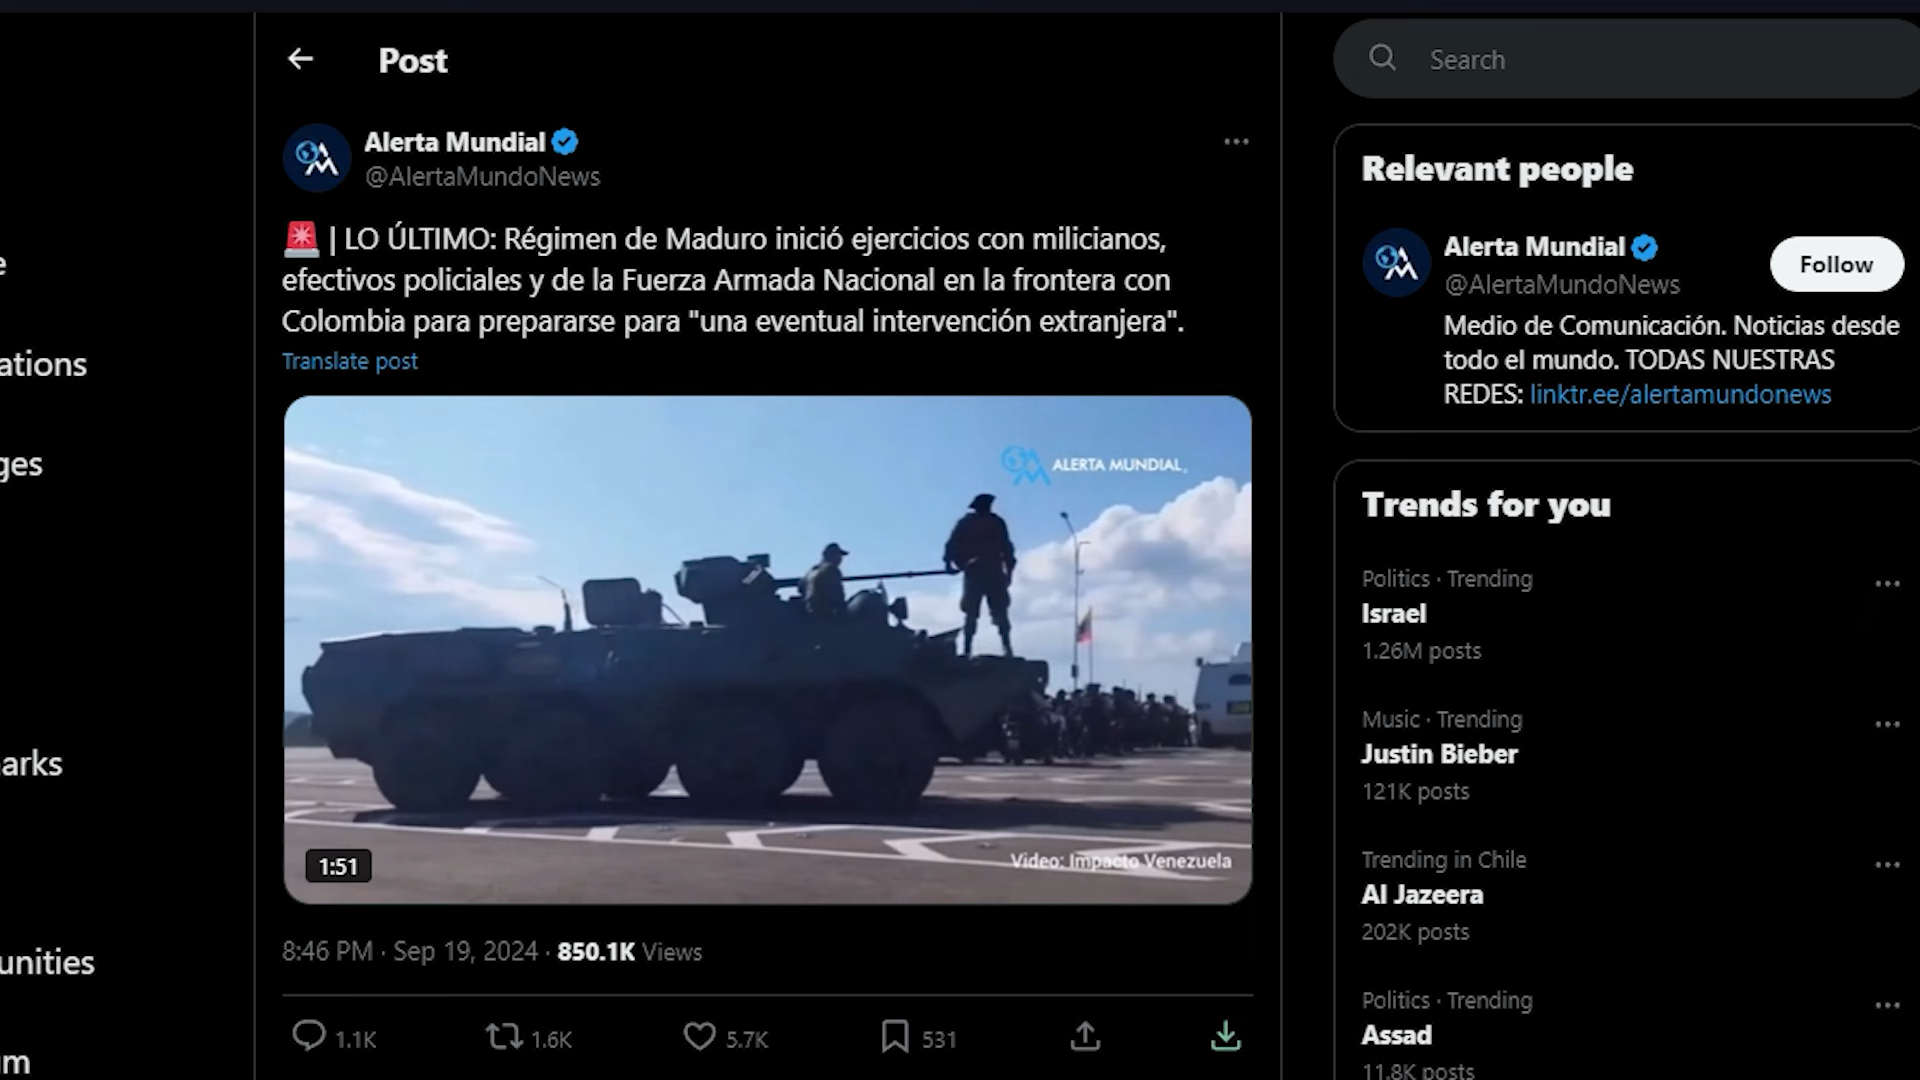 Post
Alerta Mundial
@AlertaMundoNews
| LO ÚLTIMO: Régimen de Maduro inició ejercicios con milicianos,
efectivos policiales y de la Fuerza Armada Nacional en la frontera con
Colombia para prepararse para "una eventual intervención extranjera".
Translate post
ALERTA MUNDIAL
1:51
Video: Impacto Venezuela
8:46 PM · Sep 19, 2024 · 850.1K Views
1.1K
1.6K
5.7K
531
Search
Relevant people
Alerta Mundial
@AlertaMundoNews
Follow
Medio de Comunicación. Noticias desde
todo el mundo. TODAS NUESTRAS
REDES: linktr.ee/alertamundonews
Trends for you
Politics · Trending
Israel
1.26M posts
Music · Trending
Justin Bieber
121K posts
Trending in Chile
Al Jazeera
202K posts
Politics · Trending
Assad
11.8K posts
e
ations
ges
arks
unities
um